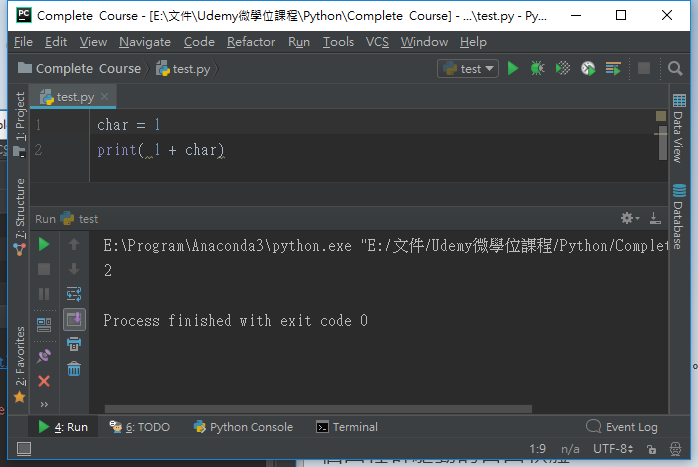 Complete Course - [E:\文件\Udemy微學位課程\Python\Complete Course] - ...\test.py - Py...
File Edit View Navigate Code Refactor Run Tools VCS Window Help
Complete Course test.py test
test.py
1: Project
7: Structure
2: Favorites
Data View
Database
1 char = 1
2 print( 1 + char)
Run test
E:\Program\Anaconda3\python.exe "E:/文件/Udemy微學位課程/Python/Complet
2
Process finished with exit code 0
4: Run 6: TODO Python Console Terminal Event Log
1:9 n/a UTF-8